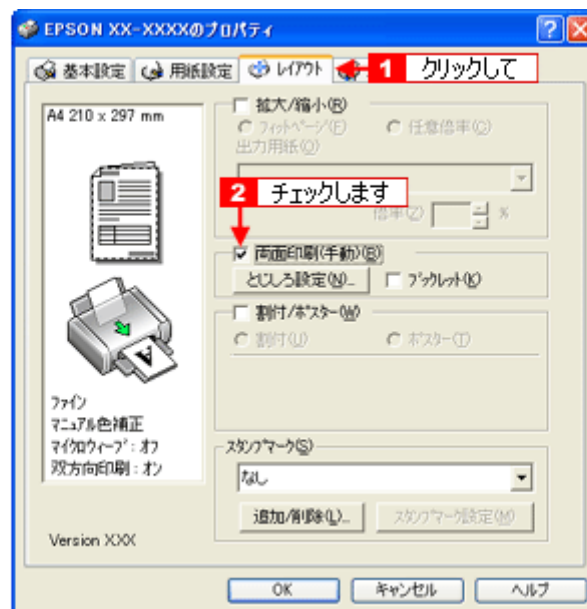 EPSON XX-XXXXのプロパティ
基本設定 用紙設定 レイアウト 1 クリックして
A4 210 x 297 mm
拡大/縮小(R)
フィットページ(F) 任意倍率(C)
出力用紙(O)
2 チェックします
倍率(Z) %
両面印刷(手動)(B)
とじしろ設定(N)... ブックレット(K)
割付/ポスター(W)
割付(U) ポスター(T)
A
ファイン
マニュアル色補正
マイクロウィーブ:オフ
双方向印刷:オン
スタンプマーク(S)
なし
追加/削除(L)... スタンプマーク設定(M)
Version XXX
OK キャンセル ヘルプ